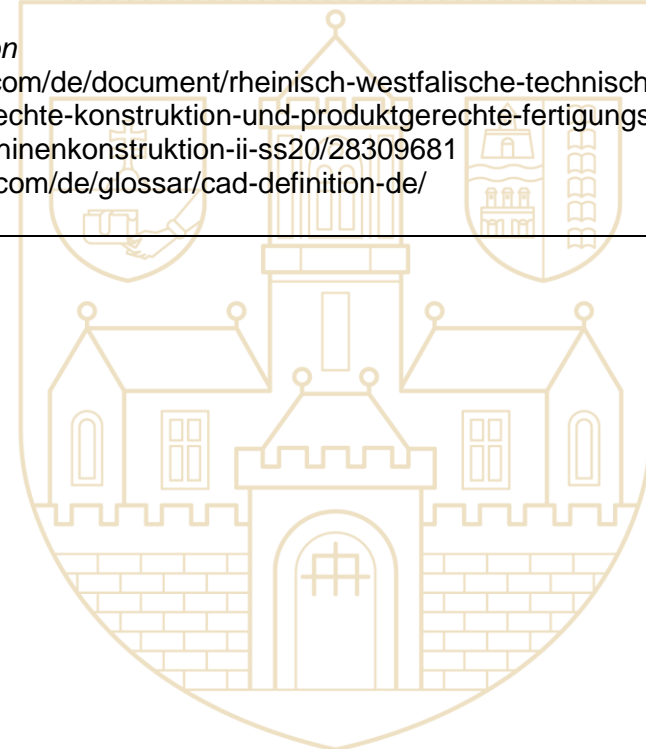 on
com/de/document/rheinisch-westfalische-technisch
echte-konstruktion-und-produktgerechte-fertigungs
hinenkonstruktion-ii-ss20/28309681
com/de/glossar/cad-definition-de/